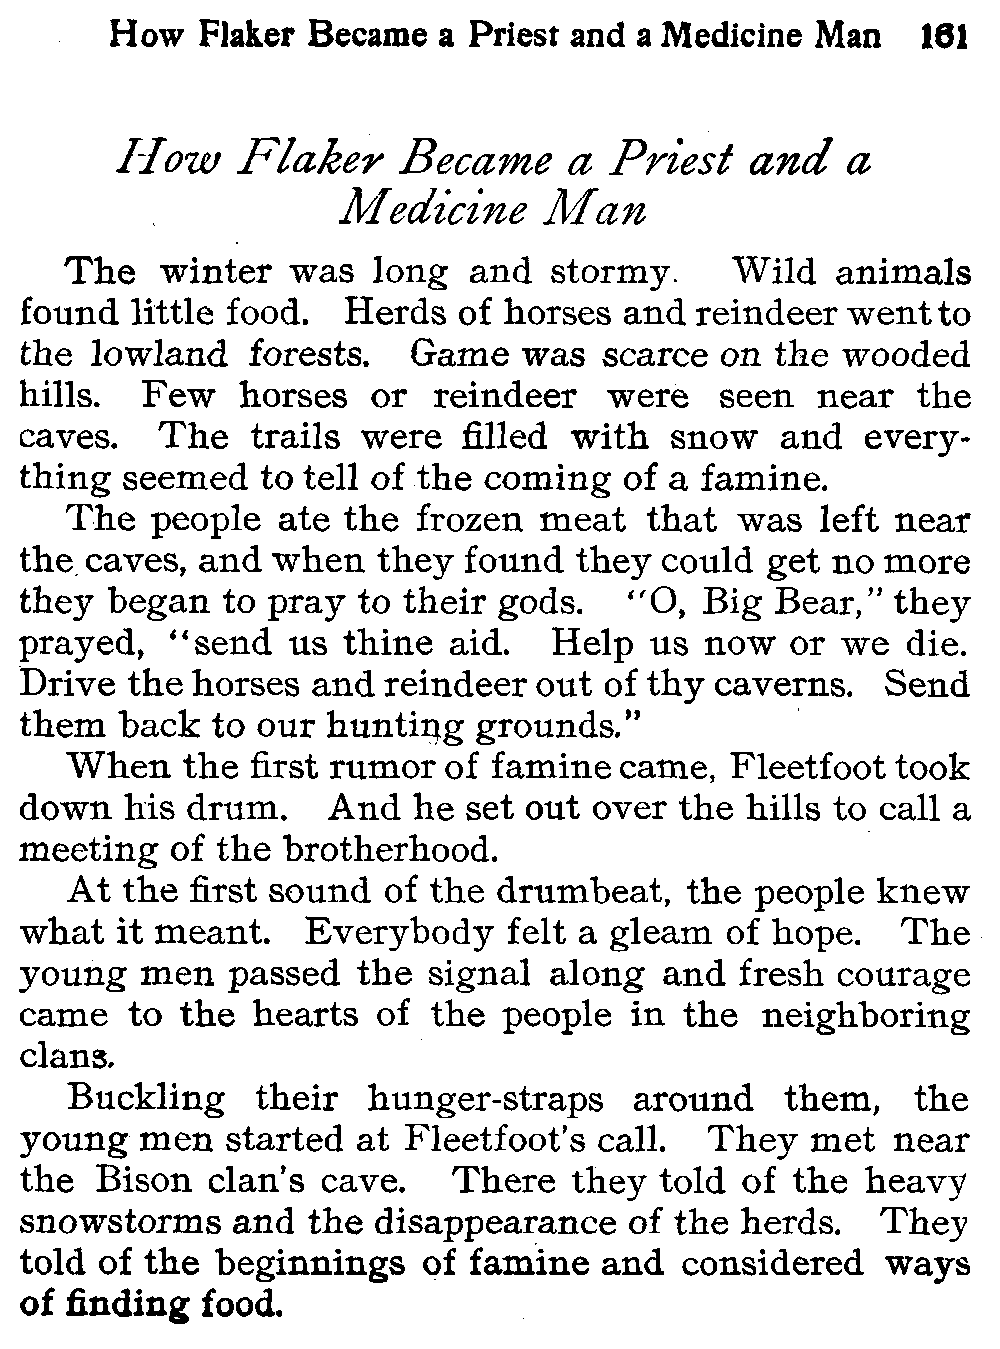 How Flaker Became a Priest and a Medicine Man 161
How Flaker Became a Priest and a
Medicine Man
The winter was long and stormy. Wild animals
found little food. Herds of horses and reindeer went to
the lowland forests. Game was scarce on the wooded
hills. Few horses or reindeer were seen near the
caves. The trails were filled with snow and every-
thing seemed to tell of the coming of a famine.
The people ate the frozen meat that was left near
the caves, and when they found they could get no more
they began to pray to their gods. "O, Big Bear," they
prayed, "send us thine aid. Help us now or we die.
Drive the horses and reindeer out of thy caverns. Send
them back to our hunting grounds."
When the first rumor of famine came, Fleetfoot took
down his drum. And he set out over the hills to call a
meeting of the brotherhood.
At the first sound of the drumbeat, the people knew
what it meant. Everybody felt a gleam of hope. The
young men passed the signal along and fresh courage
came to the hearts of the people in the neighboring
clans.
Buckling their hunger-straps around them, the
young men started at Fleetfoot's call. They met near
the Bison clan's cave. There they told of the heavy
snowstorms and the disappearance of the herds. They
told of the beginnings of famine and considered ways
of finding food.